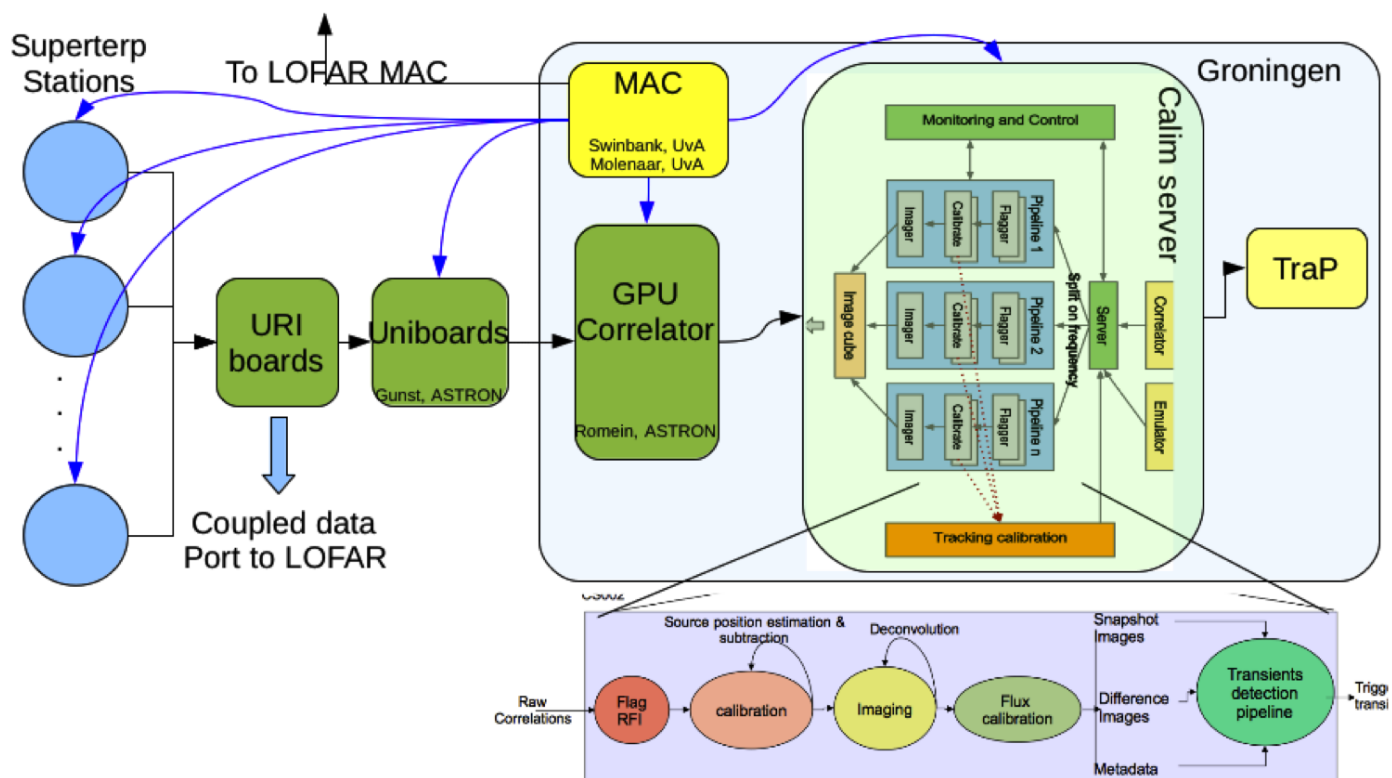 Superterp
Stations
To LOFAR MAC
MAC
Swinbank, UvA
Molenaar, UvA
Groningen
Calim server
Monitoring and Control
Pipeline 1
Flagger
Calibrate
Imager
Pipeline 2
Flagger
Calibrate
Imager
Pipeline n
Flagger
Calibrate
Imager
Image cube
Split on frequency
Server
Correlator
Emulator
Tracking calibration
TraP
URI
boards
Uniboards
Gunst, ASTRON
GPU
Correlator
Romein, ASTRON
Coupled data
Port to LOFAR
Source position estimation &
subtraction
Deconvolution
Snapshot
Images
Raw
Correlations
Flag
RFI
calibration
Imaging
Flux
calibration
Difference
Images
Metadata
Transients
detection
pipeline